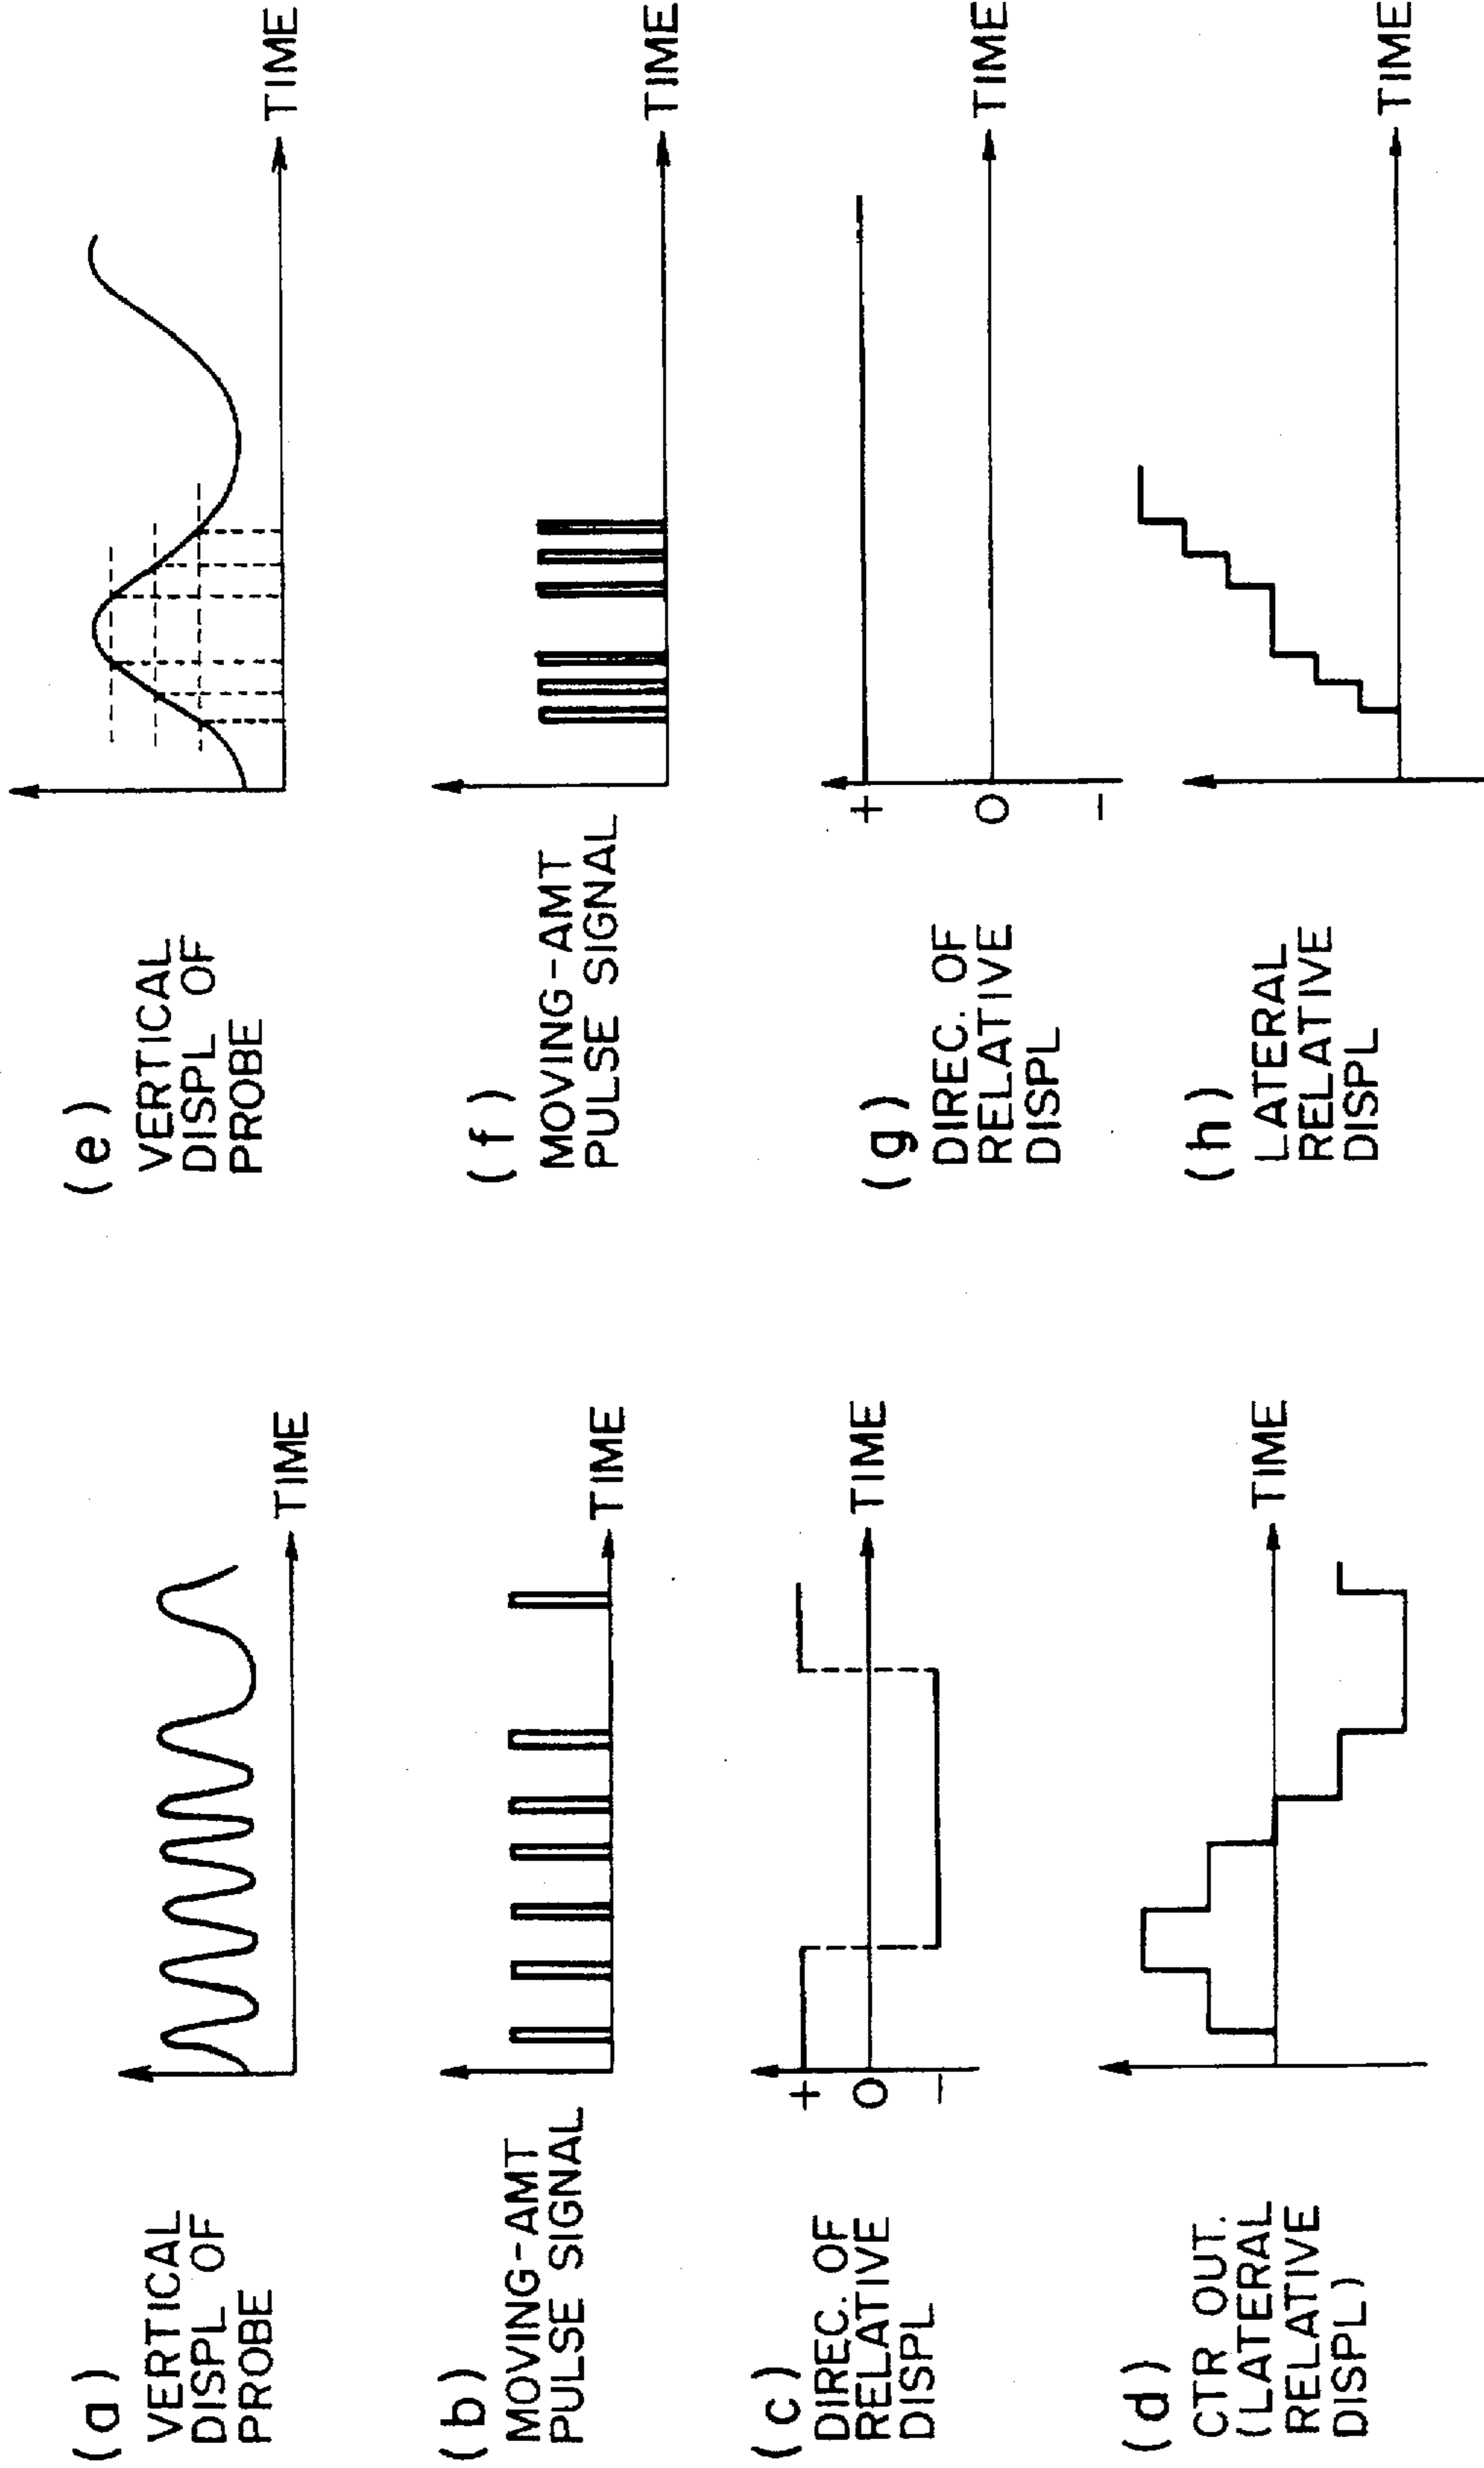 (a)
VERTICAL
DISPL OF
PROBE
TIME
(b)
MOVING-AMT
PULSE SIGNAL
TIME
(c)
DIREC. OF
RELATIVE
DISPL
+
0
-
TIME
(d)
CTR OUT.
(LATERAL
RELATIVE
DISPL)
TIME
(e)
VERTICAL
DISPL OF
PROBE
TIME
(f)
MOVING-AMT
PULSE SIGNAL
TIME
(g)
DIREC. OF
RELATIVE
DISPL
+
0
-
TIME
(h)
LATERAL
RELATIVE
DISPL
TIME